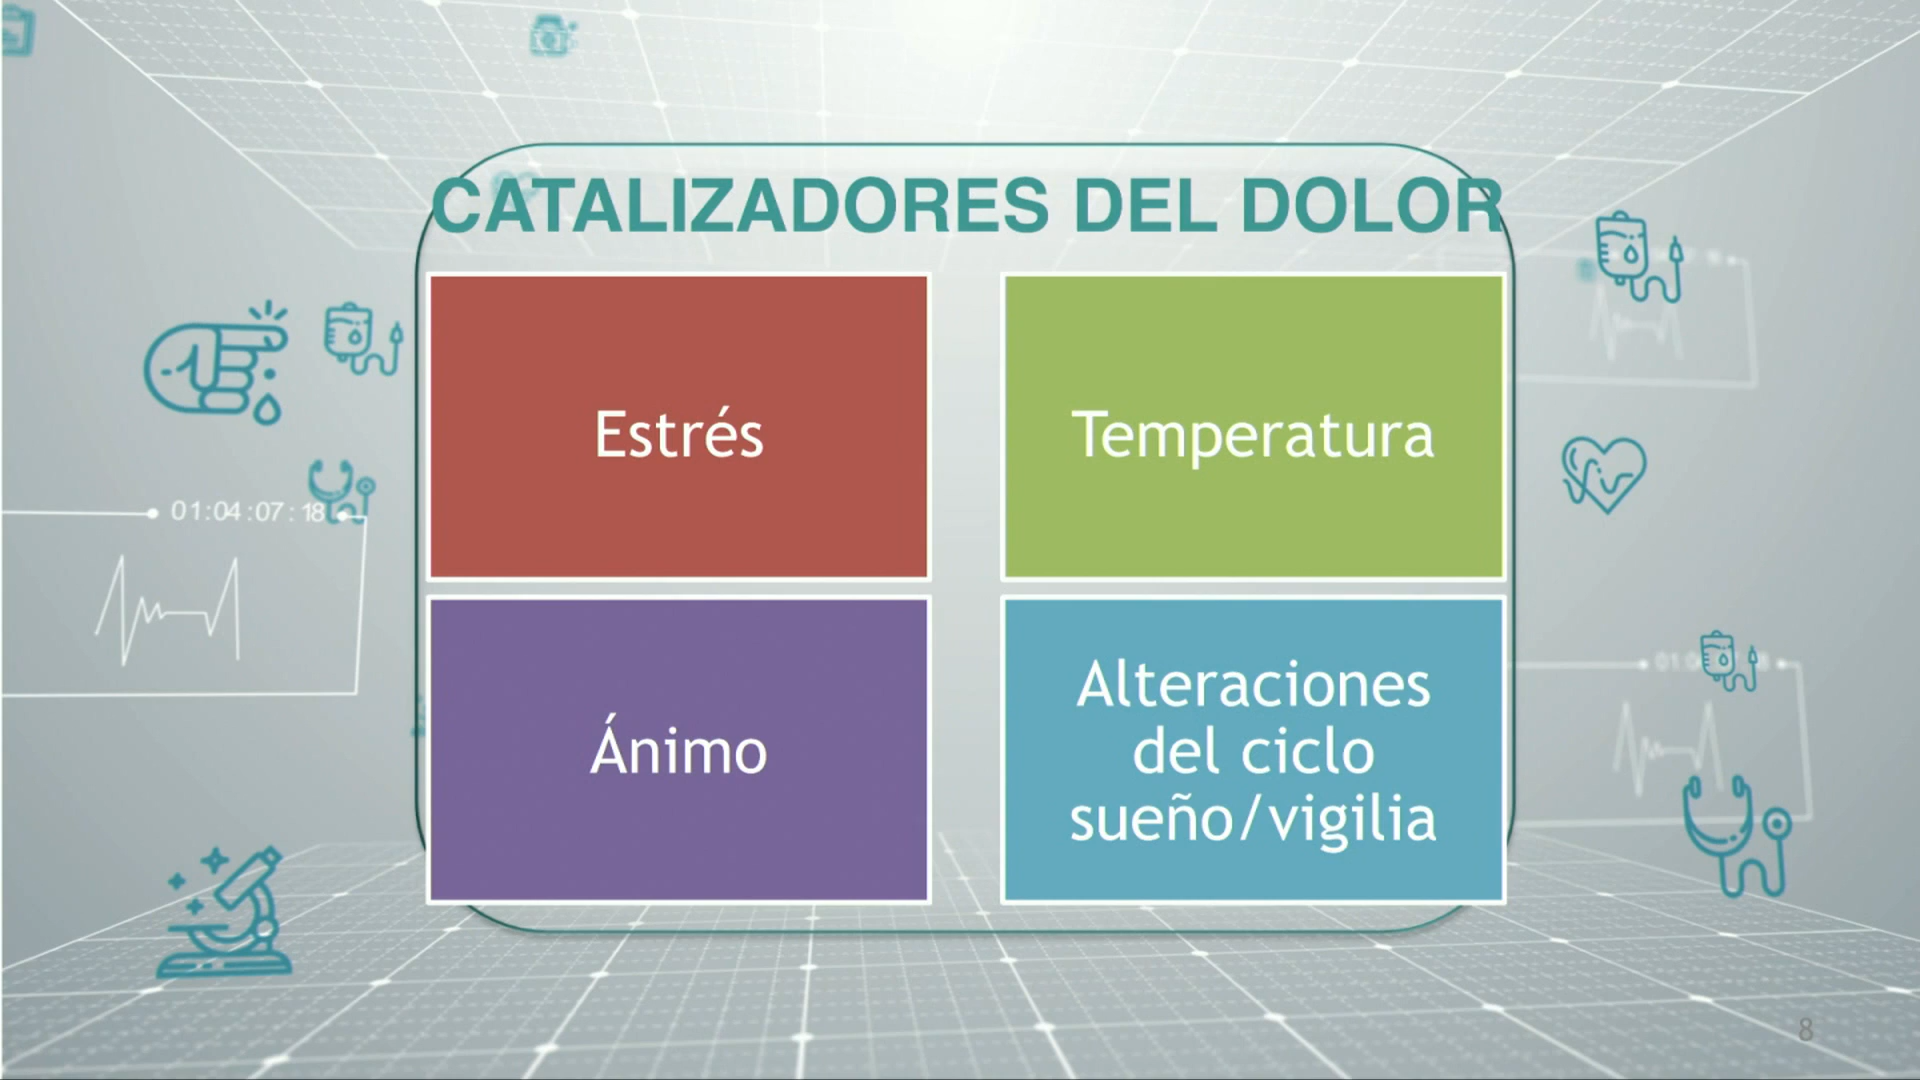 CATALIZADORES DEL DOLOR
Estrés
Temperatura
Ánimo
Alteraciones
del ciclo
sueño/vigilia
01:04:07:18
8